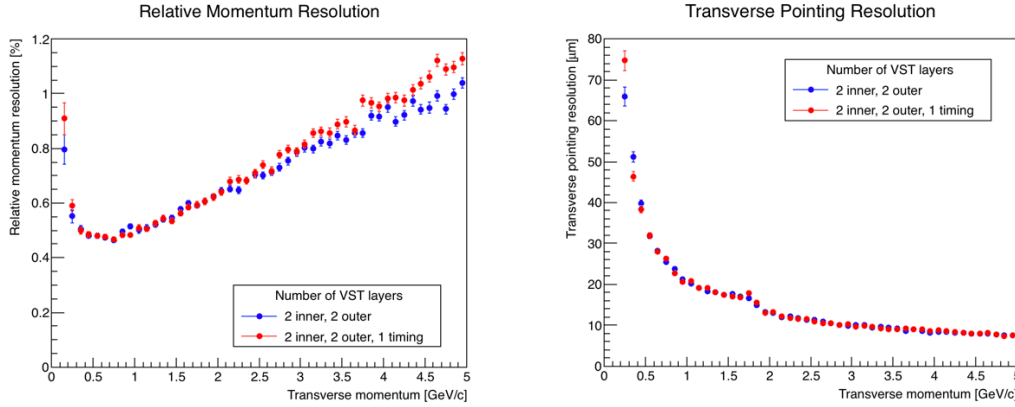 Relative Momentum Resolution
Relative momentum resolution [%]
1.2
1
0.8
0.6
0.4
0.2
0
Number of VST layers
2 inner, 2 outer
2 inner, 2 outer, 1 timing
0.5 1 1.5 2 2.5 3 3.5 4 4.5 5
Transverse momentum [GeV/c]
Transverse Pointing Resolution
Transverse pointing resolution [µm]
80
70
60
50
40
30
20
10
0
Number of VST layers
2 inner, 2 outer
2 inner, 2 outer, 1 timing
0 0.5 1 1.5 2 2.5 3 3.5 4 4.5 5
Transverse momentum [GeV/c]